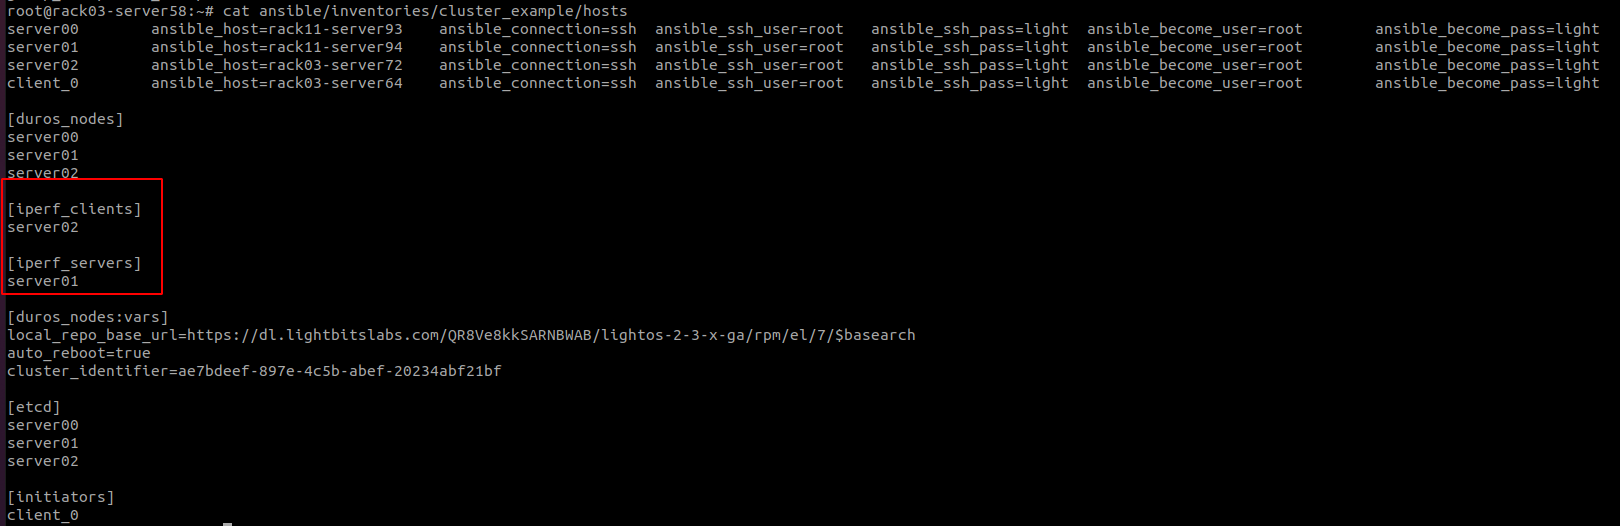 root@rack03-server58:~# cat ansible/inventories/cluster_example/hosts
server00        ansible_host=rack11-server93    ansible_connection=ssh  ansible_ssh_user=root   ansible_ssh_pass=light  ansible_become_user=root        ansible_become_pass=light
server01        ansible_host=rack11-server94    ansible_connection=ssh  ansible_ssh_user=root   ansible_ssh_pass=light  ansible_become_user=root        ansible_become_pass=light
server02        ansible_host=rack03-server72    ansible_connection=ssh  ansible_ssh_user=root   ansible_ssh_pass=light  ansible_become_user=root        ansible_become_pass=light
client_0        ansible_host=rack03-server64    ansible_connection=ssh  ansible_ssh_user=root   ansible_ssh_pass=light  ansible_become_user=root        ansible_become_pass=light
[duros_nodes]
server00
server01
server02
[iperf_clients]
server02
[iperf_servers]
server01
[duros_nodes:vars]
local_repo_base_url=https://dl.lightbitslabs.com/QR8Ve8kkSARNBWAB/lightos-2-3-x-ga/rpm/el/7/$basearch
auto_reboot=true
cluster_identifier=ae7bdeef-897e-4c5b-abef-20234abf21bf
[etcd]
server00
server01
server02
[initiators]
client_0